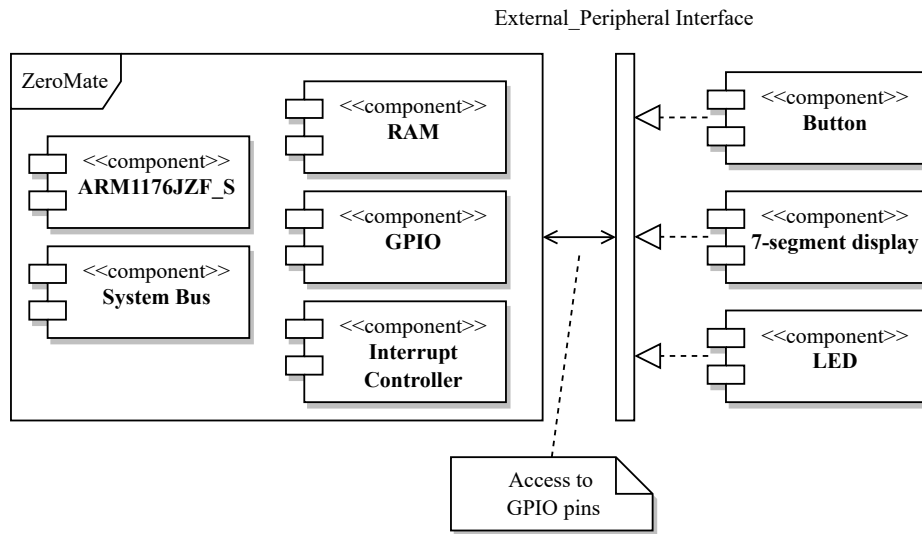 External_Peripheral Interface
ZeroMate
<<component>>
ARM1176JZF_S
<<component>>
System Bus
<<component>>
RAM
<<component>>
GPIO
<<component>>
Interrupt
Controller
<<component>>
Button
<<component>>
7-segment display
<<component>>
LED
Access to
GPIO pins